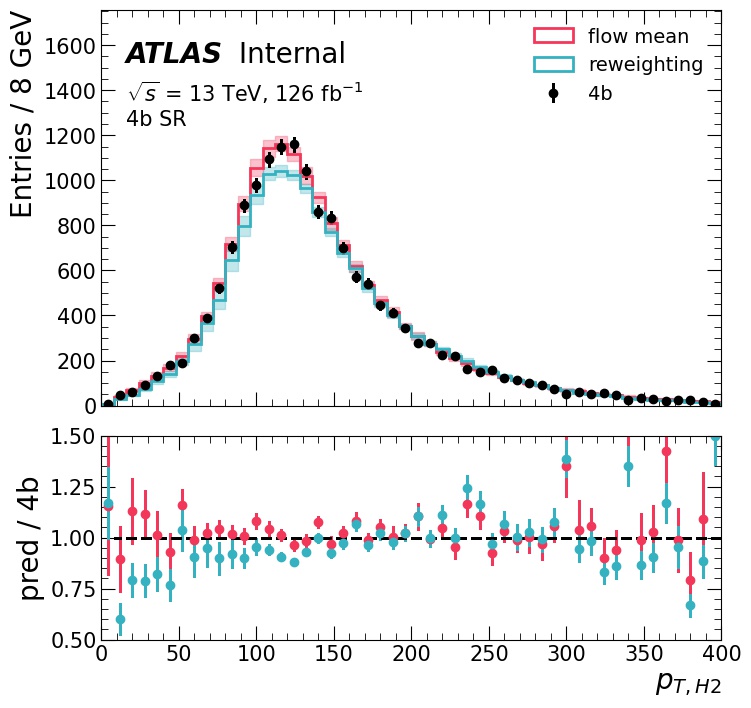 Entries / 8 GeV
1600
1400
1200
1000
800
600
400
200
0
ATLAS Internal
√s = 13 TeV, 126 fb⁻¹
4b SR
flow mean
reweighting
4b
pred / 4b
1.50
1.25
1.00
0.75
0.50
0 50 100 150 200 250 300 350 400
p_{T, H2}